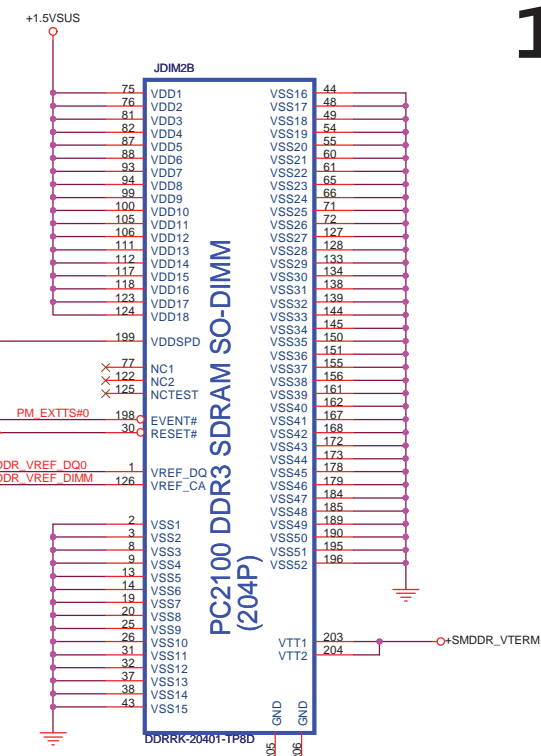 +1.5VSUS
1
JDIM2B
75 VDD1 VSS16 44
76 VDD2 VSS17 48
81 VDD3 VSS18 49
82 VDD4 VSS19 54
87 VDD5 VSS20 55
88 VDD6 VSS21 60
93 VDD7 VSS22 61
94 VDD8 VSS23 65
99 VDD9 VSS24 66
100 VDD10 VSS25 71
105 VDD11 VSS26 72
106 VDD12 VSS27 127
111 VDD13 VSS28 128
112 VDD14 VSS29 133
117 VDD15 VSS30 134
118 VDD16 VSS31 138
123 VDD17 VSS32 139
124 VDD18 VSS33 144
VSS34 145
199 VDDSPD VSS35 150
VSS36 151
77 NC1 VSS37 155
122 NC2 VSS38 156
125 NCTEST VSS39 161
VSS40 162
PM_EXTTS#0 198 EVENT# VSS41 167
30 RESET# VSS42 168
VSS43 172
VSS44 173
DDR_VREF_DQ0 1 VREF_DQ VSS45 178
DDR_VREF_DIMM 126 VREF_CA VSS46 179
VSS47 184
VSS48 185
2 VSS1 VSS49 189
3 VSS2 VSS50 190
8 VSS3 VSS51 195
9 VSS4 VSS52 196
13 VSS5
14 VSS6
19 VSS7
20 VSS8
25 VSS9
26 VSS10 VTT1 203 +SMDDR_VTERM
31 VSS11 VTT2 204
32 VSS12
37 VSS13
38 VSS14
43 VSS15
PC2100 DDR3 SDRAM SO-DIMM
(204P)
GND GND
DDRRK-20401-TP8D
205 206